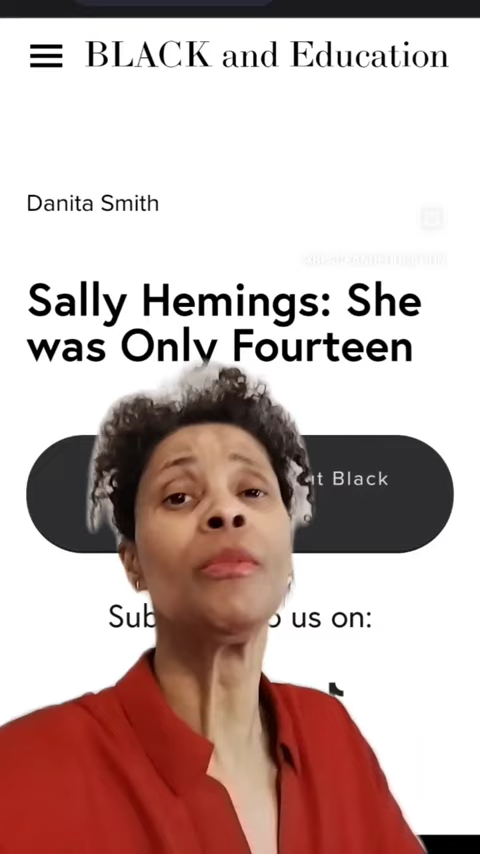 BLACK and Education
Danita Smith
Sally Hemings: She
was Only Fourteen
Black
Sub us on: